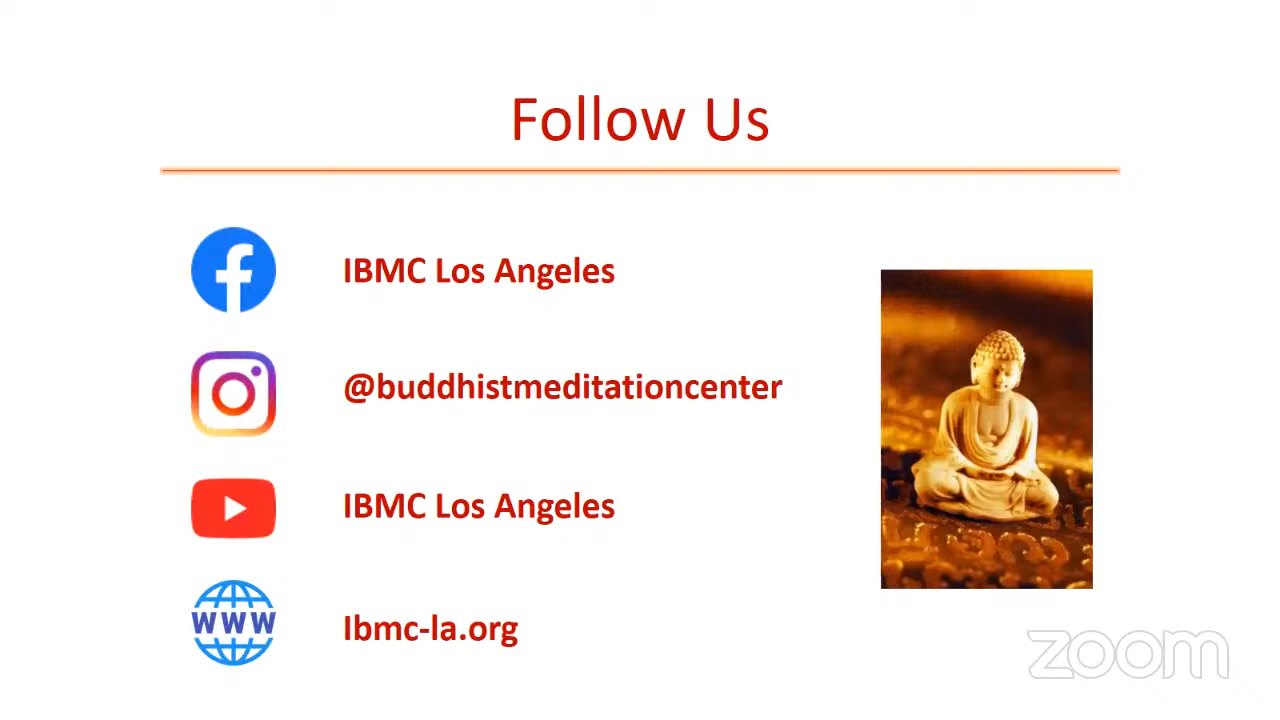 Follow Us
IBMC Los Angeles
@buddhistmeditationcenter
IBMC Los Angeles
WWW
Ibmc-la.org
zoom